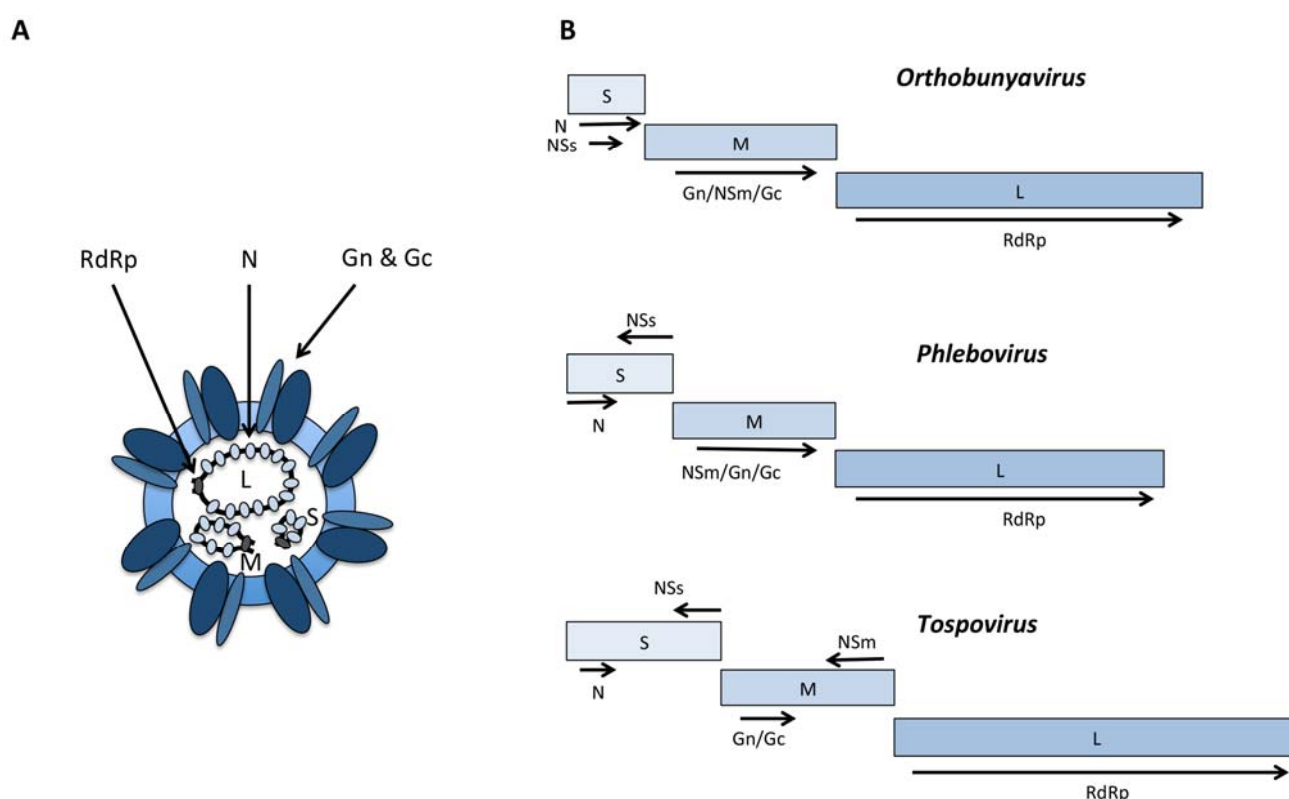 A
RdRp
N
Gn & Gc
L
S
M
B
Orthobunyavirus
S
N
NSs
M
Gn/NSm/Gc
L
RdRp
Phlebovirus
NSs
S
N
M
NSm/Gn/Gc
L
RdRp
Tospovirus
NSs
S
N
NSm
M
Gn/Gc
L
RdRp